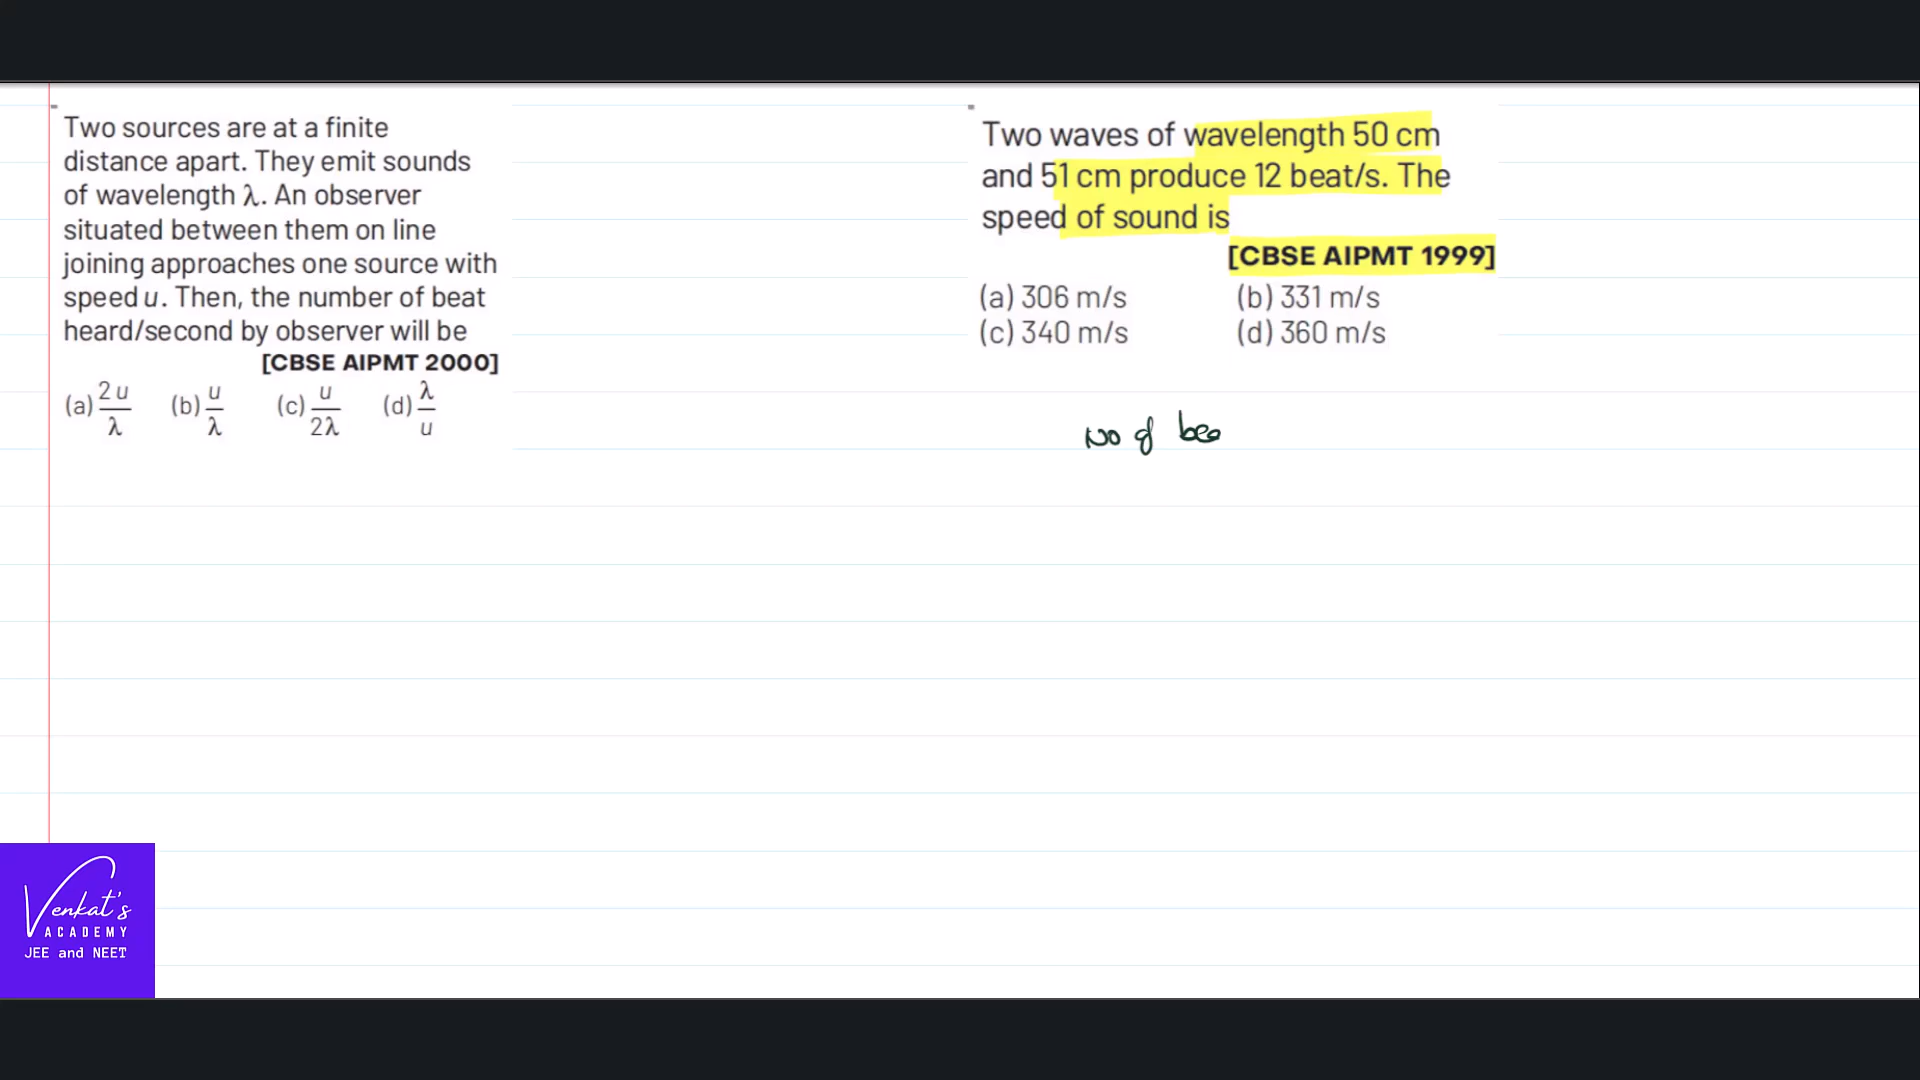 Two sources are at a finite
distance apart. They emit sounds
of wavelength λ. An observer
situated between them on line
joining approaches one source with
speed u. Then, the number of beat
heard/second by observer will be
[CBSE AIPMT 2000]
(a) 2u/λ (b) u/λ (c) u/2λ (d) λ/u
Two waves of wavelength 50 cm
and 51 cm produce 12 beat/s. The
speed of sound is
[CBSE AIPMT 1999]
(a) 306 m/s (b) 331 m/s
(c) 340 m/s (d) 360 m/s
No of bea
Venkat's
ACADEMY
JEE and NEET